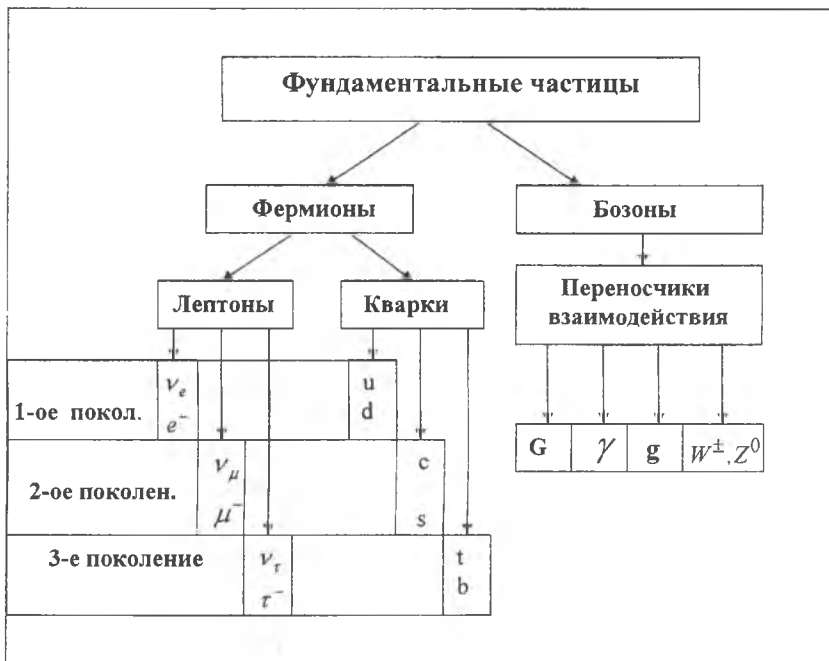 Фундаментальные частицы
Фермионы
Бозоны
Лептоны
Кварки
Переносчики
взаимодействия
1-ое покол.
ν_e
e⁻
u
d
2-ое поколен.
ν_μ
μ⁻
c
s
3-е поколение
ν_τ
τ⁻
t
b
G γ g W^±, Z⁰